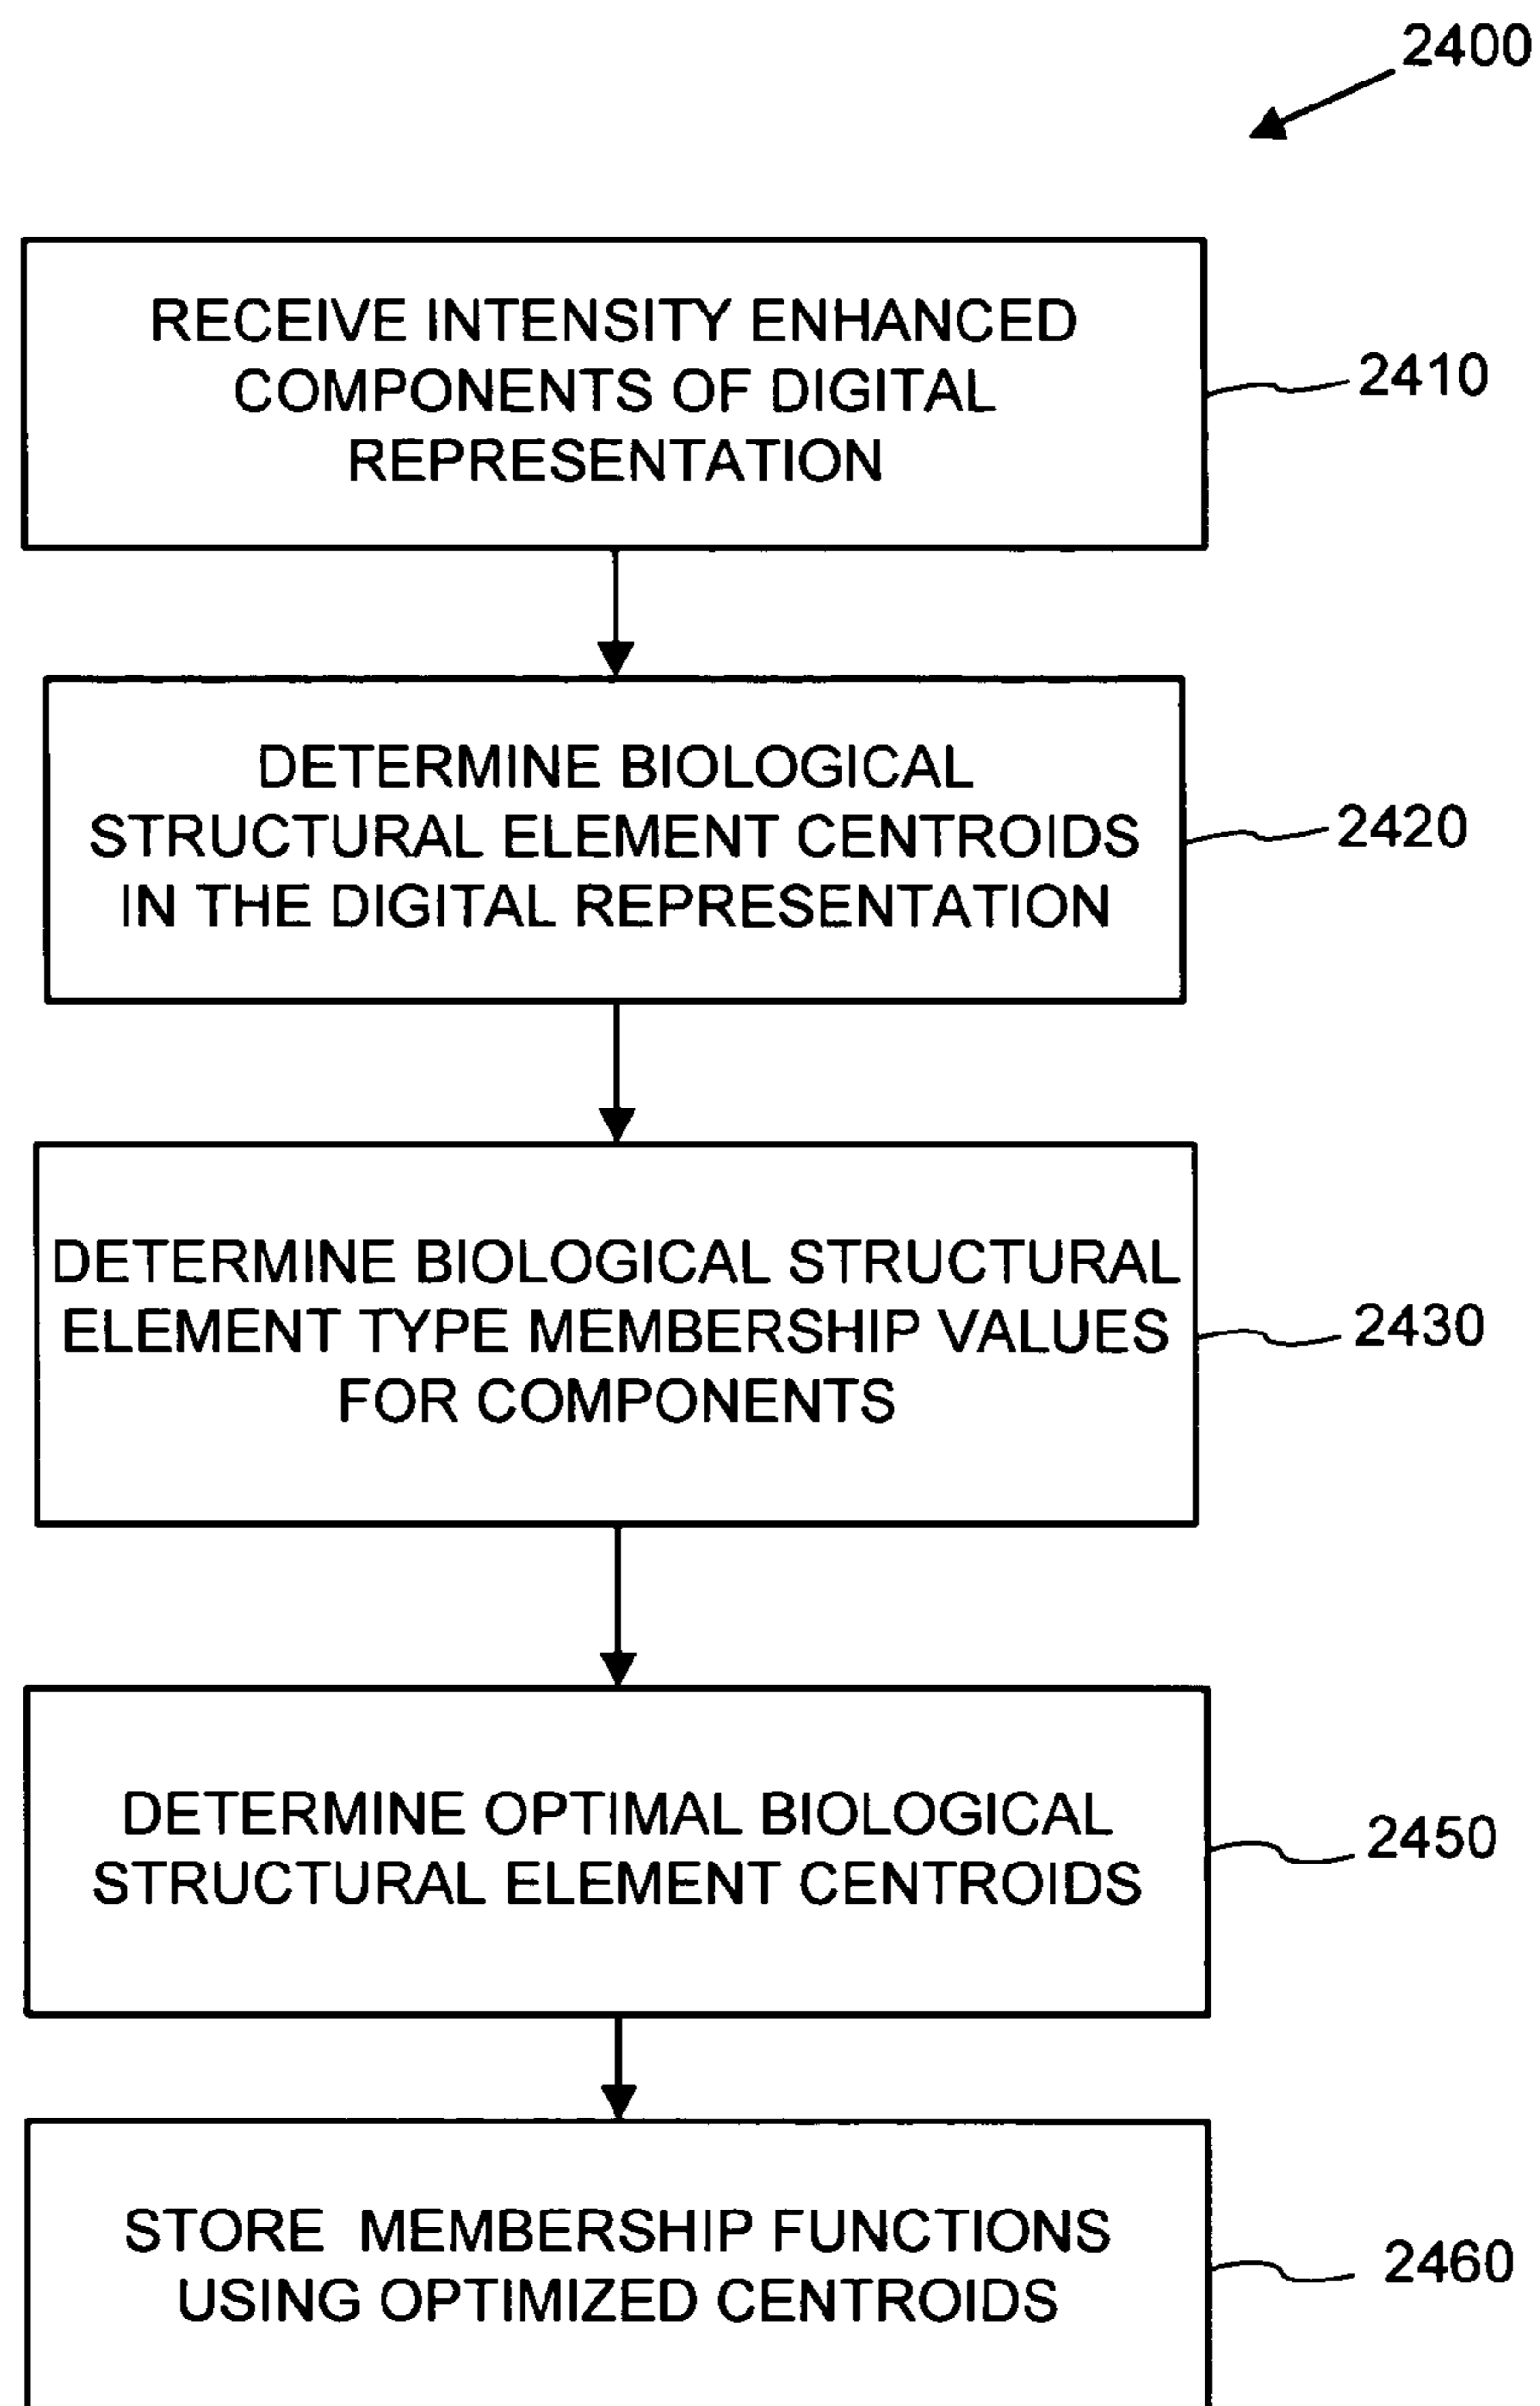 2400
RECEIVE INTENSITY ENHANCED
COMPONENTS OF DIGITAL
REPRESENTATION
2410
DETERMINE BIOLOGICAL
STRUCTURAL ELEMENT CENTROIDS
IN THE DIGITAL REPRESENTATION
2420
DETERMINE BIOLOGICAL STRUCTURAL
ELEMENT TYPE MEMBERSHIP VALUES
FOR COMPONENTS
2430
DETERMINE OPTIMAL BIOLOGICAL
STRUCTURAL ELEMENT CENTROIDS
2450
STORE MEMBERSHIP FUNCTIONS
USING OPTIMIZED CENTROIDS
2460